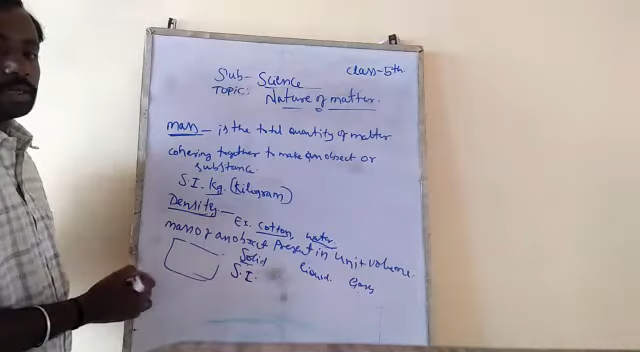 Sub- Science Class-5th.
TOPIC: Nature of matter.
mass - is the total quantity of matter
cohering together to make an object or
substance.
S.I. Kg. (Kilogram)
Density - Ex. Cotton, water.
mass of an object Present in unit volume.
Solid Liquid Gas
S.I.